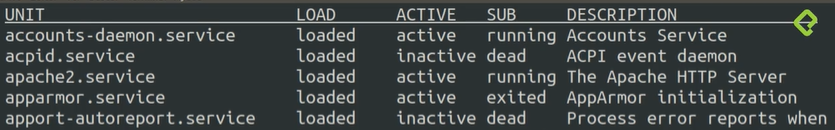 UNIT LOAD ACTIVE SUB DESCRIPTION
accounts-daemon.service loaded active running Accounts Service
acpid.service loaded inactive dead ACPI event daemon
apache2.service loaded active running The Apache HTTP Server
apparmor.service loaded active exited AppArmor initialization
apport-autoreport.service loaded inactive dead Process error reports when